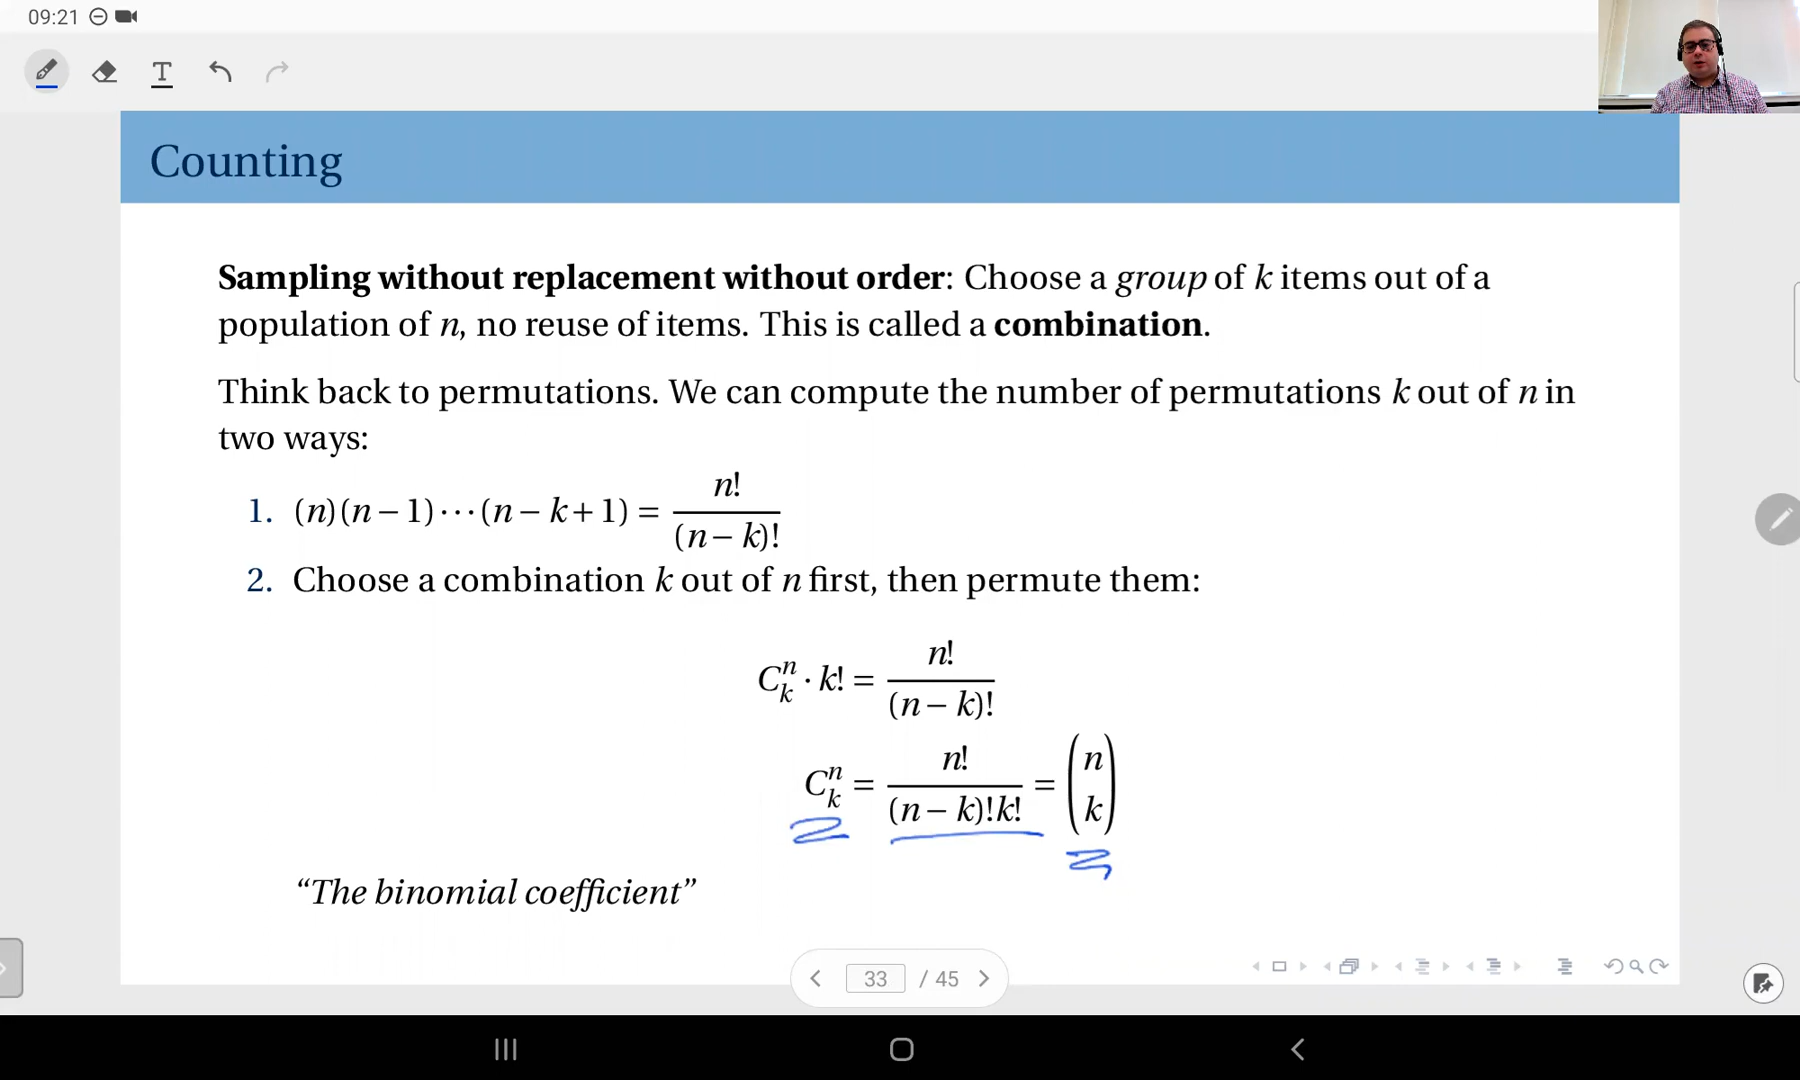 09:21
T
Counting
Sampling without replacement without order: Choose a group of k items out of a
population of n, no reuse of items. This is called a combination.
Think back to permutations. We can compute the number of permutations k out of n in
two ways:
1. (n)(n − 1)⋯(n − k + 1) = n! / (n − k)!
2. Choose a combination k out of n first, then permute them:
C^n_k · k! = n! / (n − k)!
C^n_k = n! / (n − k)!k! = (n k)
“The binomial coefficient”
33 / 45